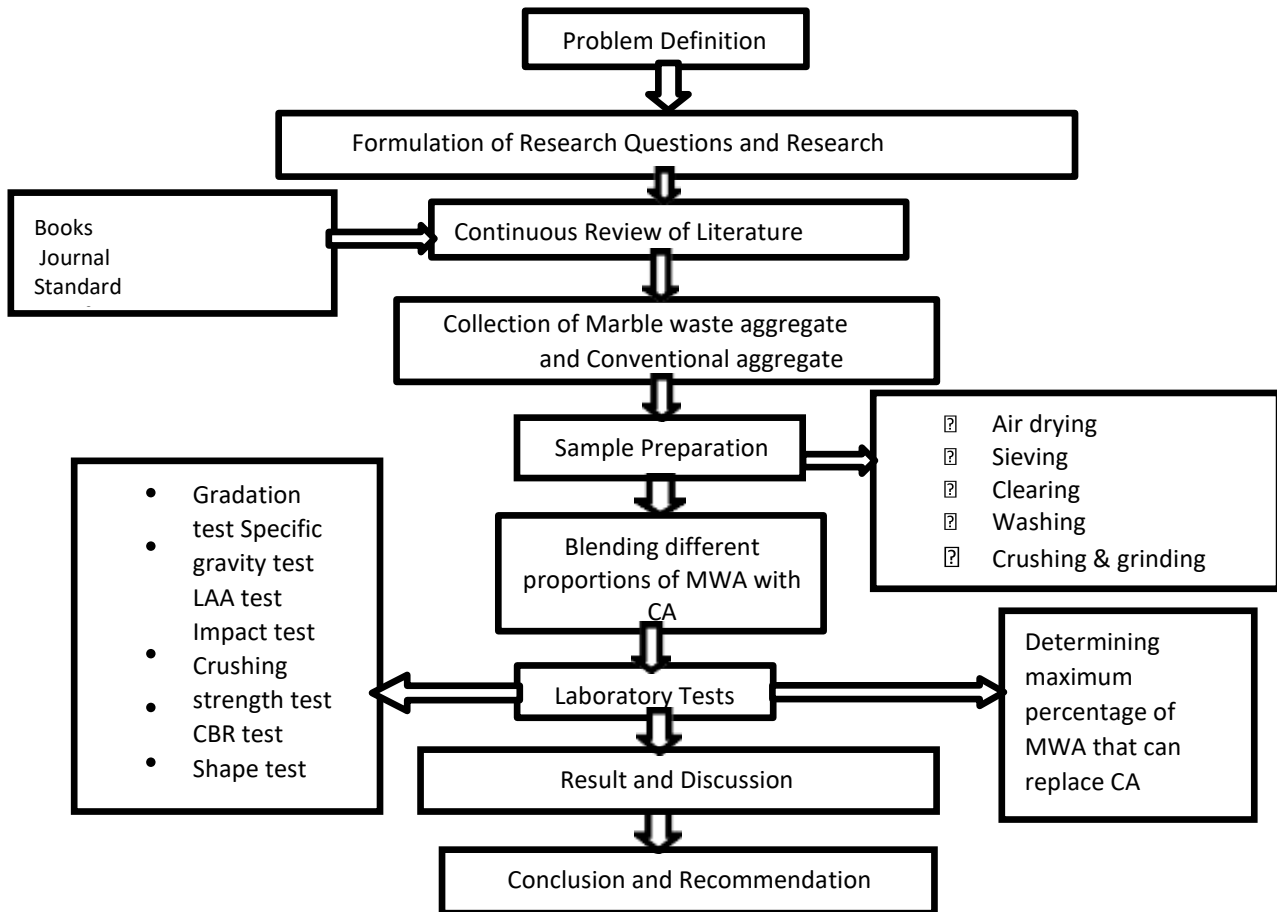 Problem Definition
Formulation of Research Questions and Research
Books
Journal
Standard
Continuous Review of Literature
Collection of Marble waste aggregate
and Conventional aggregate
Sample Preparation
Air drying
Sieving
Clearing
Washing
Crushing & grinding
Blending different
proportions of MWA with
CA
• Gradation
test Specific
• gravity test
LAA test
Impact test
• Crushing
• strength test
CBR test
• Shape test
Laboratory Tests
Determining
maximum
percentage of
MWA that can
replace CA
Result and Discussion
Conclusion and Recommendation